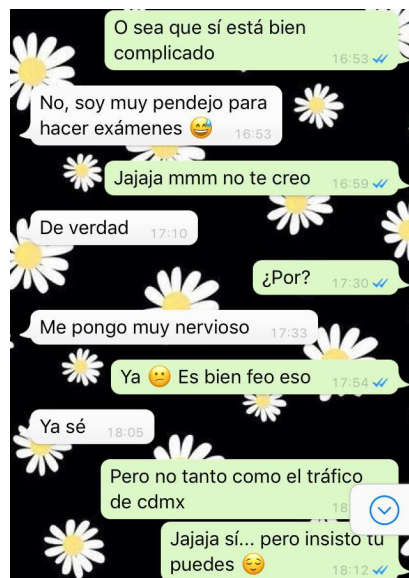 O sea que sí está bien
complicado
16:53
No, soy muy pendejo para
hacer exámenes 😅
16:53
Jajaja mmm no te creo
16:59
De verdad
17:10
¿Por?
17:30
Me pongo muy nervioso
17:33
Ya 😕 Es bien feo eso
17:54
Ya sé
18:05
Pero no tanto como el tráfico
de cdmx
18
Jajaja sí... pero insisto tu
puedes 😌
18:12